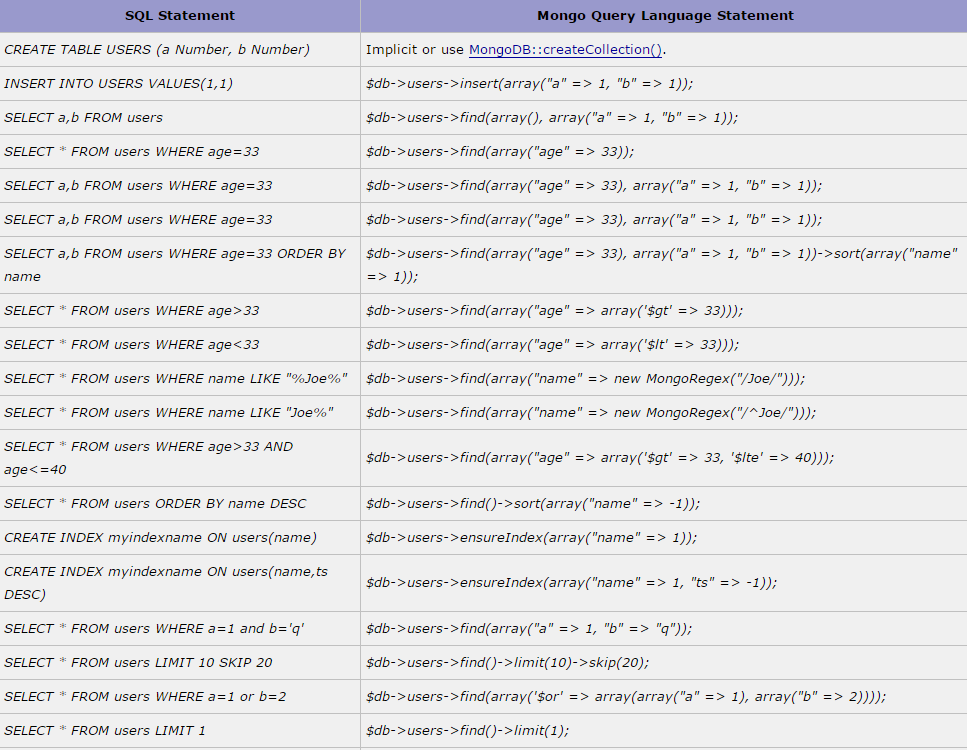 SQL Statement
Mongo Query Language Statement
CREATE TABLE USERS (a Number, b Number)
Implicit or use MongoDB::createCollection().
INSERT INTO USERS VALUES(1,1)
$db->users->insert(array("a" => 1, "b" => 1));
SELECT a,b FROM users
$db->users->find(array(), array("a" => 1, "b" => 1));
SELECT * FROM users WHERE age=33
$db->users->find(array("age" => 33));
SELECT a,b FROM users WHERE age=33
$db->users->find(array("age" => 33), array("a" => 1, "b" => 1));
SELECT a,b FROM users WHERE age=33
$db->users->find(array("age" => 33), array("a" => 1, "b" => 1));
SELECT a,b FROM users WHERE age=33 ORDER BY
name
$db->users->find(array("age" => 33), array("a" => 1, "b" => 1))->sort(array("name"
=> 1));
SELECT * FROM users WHERE age>33
$db->users->find(array("age" => array('$gt' => 33)));
SELECT * FROM users WHERE age<33
$db->users->find(array("age" => array('$lt' => 33)));
SELECT * FROM users WHERE name LIKE "%Joe%"
$db->users->find(array("name" => new MongoRegex("/Joe/")));
SELECT * FROM users WHERE name LIKE "Joe%"
$db->users->find(array("name" => new MongoRegex("/^Joe/")));
SELECT * FROM users WHERE age>33 AND
age<=40
$db->users->find(array("age" => array('$gt' => 33, '$lte' => 40)));
SELECT * FROM users ORDER BY name DESC
$db->users->find()->sort(array("name" => -1));
CREATE INDEX myindexname ON users(name)
$db->users->ensureIndex(array("name" => 1));
CREATE INDEX myindexname ON users(name,ts
DESC)
$db->users->ensureIndex(array("name" => 1, "ts" => -1));
SELECT * FROM users WHERE a=1 and b='q'
$db->users->find(array("a" => 1, "b" => "q"));
SELECT * FROM users LIMIT 10 SKIP 20
$db->users->find()->limit(10)->skip(20);
SELECT * FROM users WHERE a=1 or b=2
$db->users->find(array('$or' => array(array("a" => 1), array("b" => 2))));
SELECT * FROM users LIMIT 1
$db->users->find()->limit(1);